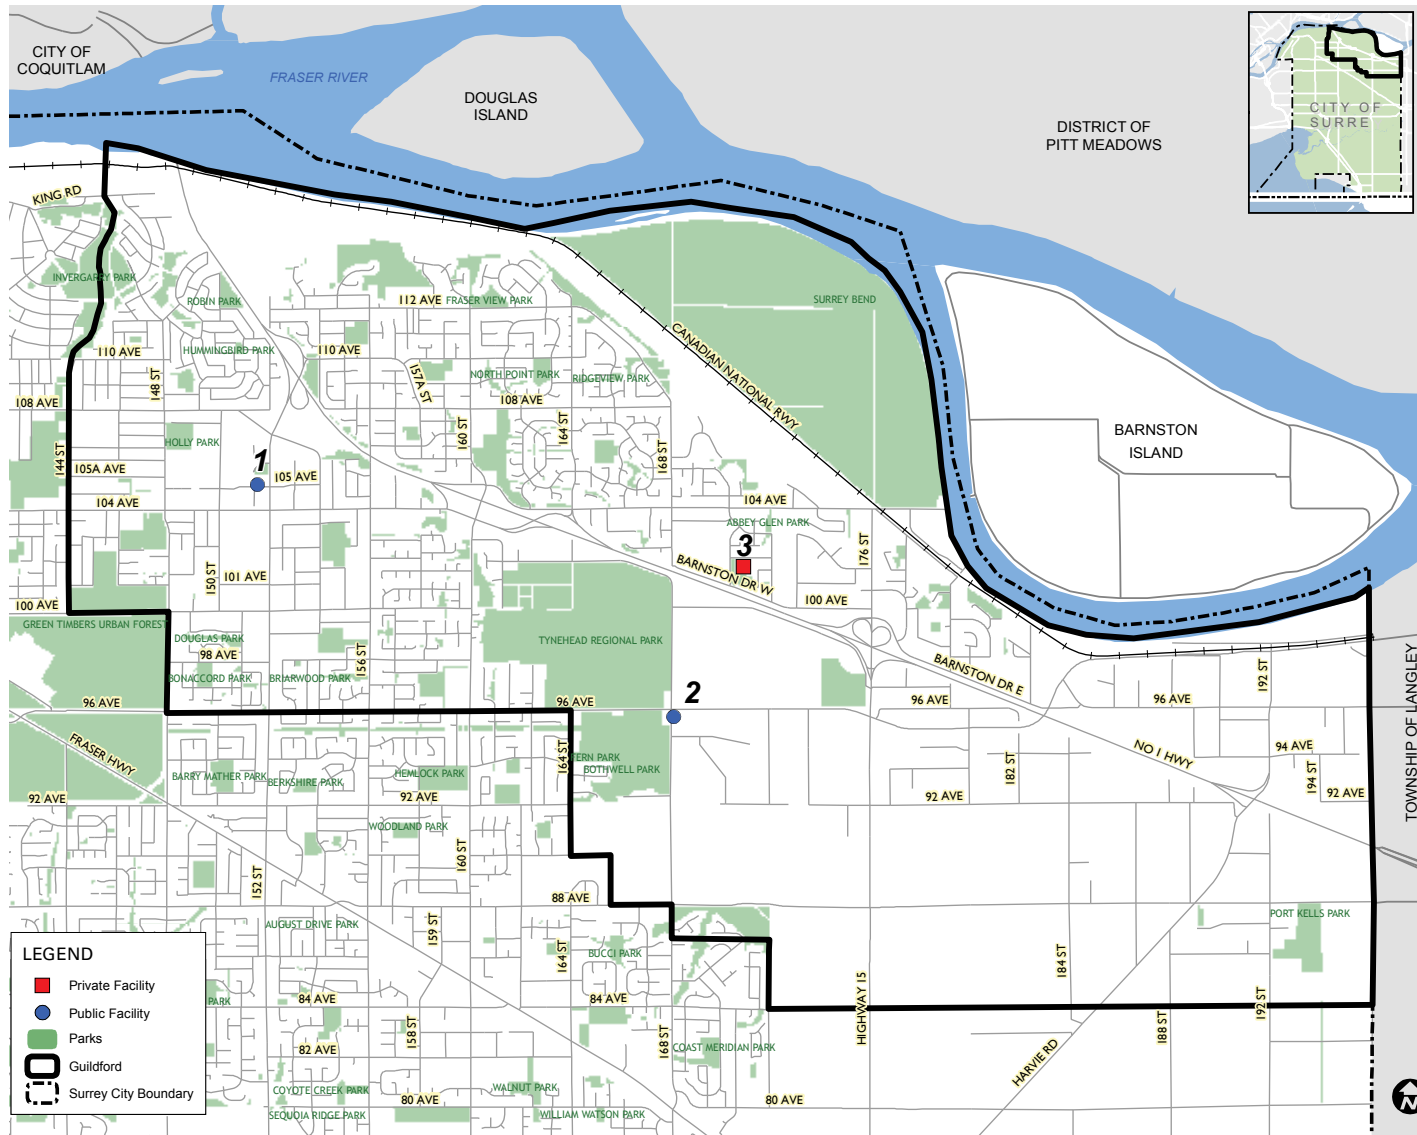 CITY OF
COQUITLAM
FRASER RIVER
DOUGLAS
ISLAND
DISTRICT OF
PITT MEADOWS
CITY OF
SURRE
KING RD
INVERGARRY PARK
ROBIN PARK
112 AVE
FRASER VIEW PARK
SURREY BEND
110 AVE
HUMMINGBIRD PARK
110 AVE
CANADIAN NATIONAL RWY
148 ST
157A ST
NORTH POINT PARK
RIDGEVIEW PARK
108 AVE
108 AVE
144 ST
HOLLY PARK
160 ST
164 ST
168 ST
BARNSTON
ISLAND
1
105A AVE
105 AVE
104 AVE
104 AVE
ABBEY GLEN PARK
3
176 ST
BARNSTON DR W
150 ST
101 AVE
100 AVE
100 AVE
GREEN TIMBERS URBAN FOREST
DOUGLAS PARK
98 AVE
156 ST
TYNEHEAD REGIONAL PARK
BONACCORD PARK
BRIARWOOD PARK
BARNSTON DR E
192 ST
TOWNSHIP OF LANGLEY
96 AVE
96 AVE
2
96 AVE
96 AVE
FRASER HWY
164 ST
FERN PARK
BOTHWELL PARK
NO 1 HWY
94 AVE
182 ST
194 ST
BARRY MATHER PARK
BERKSHIRE PARK
HEMLOCK PARK
92 AVE
92 AVE
92 AVE
92 AVE
WOODLAND PARK
160 ST
152 ST
88 AVE
AUGUST DRIVE PARK
159 ST
164 ST
BUCCI PARK
PORT KELLS PARK
184 ST
LEGEND
Private Facility
Public Facility
Parks
Guildford
Surrey City Boundary
PARK
84 AVE
84 AVE
HIGHWAY 15
192 ST
188 ST
158 ST
168 ST
82 AVE
COAST MERIDIAN PARK
HARVIE RD
COYOTE CREEK PARK
WALNUT PARK
80 AVE
80 AVE
SEQUOIA RIDGE PARK
WILLIAM WATSON PARK
N